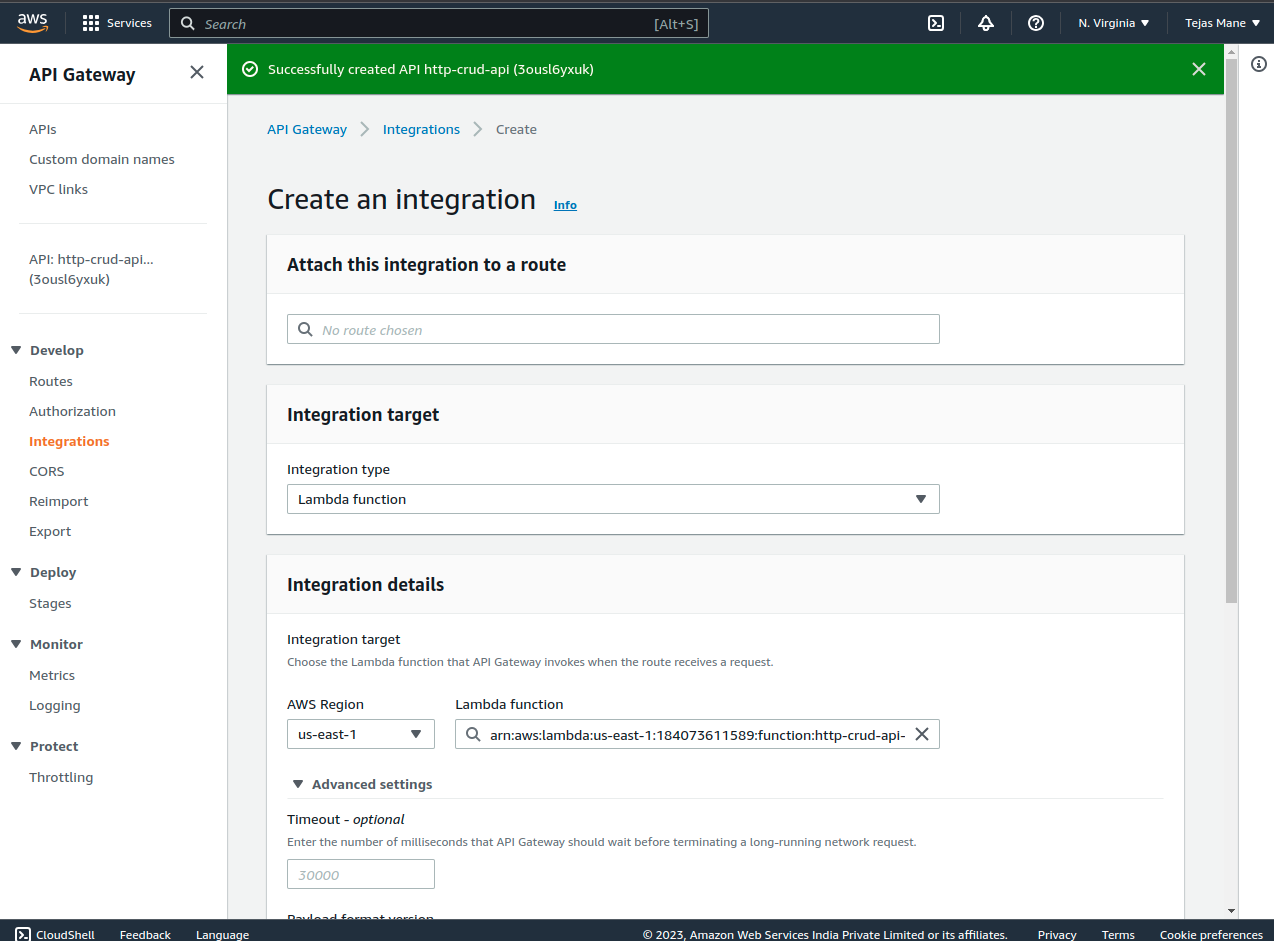 aws
Services
Search
[Alt+S]
N. Virginia
Tejas Mane
API Gateway
APIs
Custom domain names
VPC links
API: http-crud-api...
(3ousl6yxuk)
Develop
Routes
Authorization
Integrations
CORS
Reimport
Export
Deploy
Stages
Monitor
Metrics
Logging
Protect
Throttling
Successfully created API http-crud-api (3ousl6yxuk)
API Gateway
Integrations
Create
Create an integration
Info
Attach this integration to a route
No route chosen
Integration target
Integration type
Lambda function
Integration details
Integration target
Choose the Lambda function that API Gateway invokes when the route receives a request.
AWS Region
Lambda function
us-east-1
arn:aws:lambda:us-east-1:184073611589:function:http-crud-api-
Advanced settings
Timeout - optional
Enter the number of milliseconds that API Gateway should wait before terminating a long-running network request.
30000
Payload format version
CloudShell
Feedback
Language
© 2023, Amazon Web Services India Private Limited or its affiliates.
Privacy
Terms
Cookie preferences